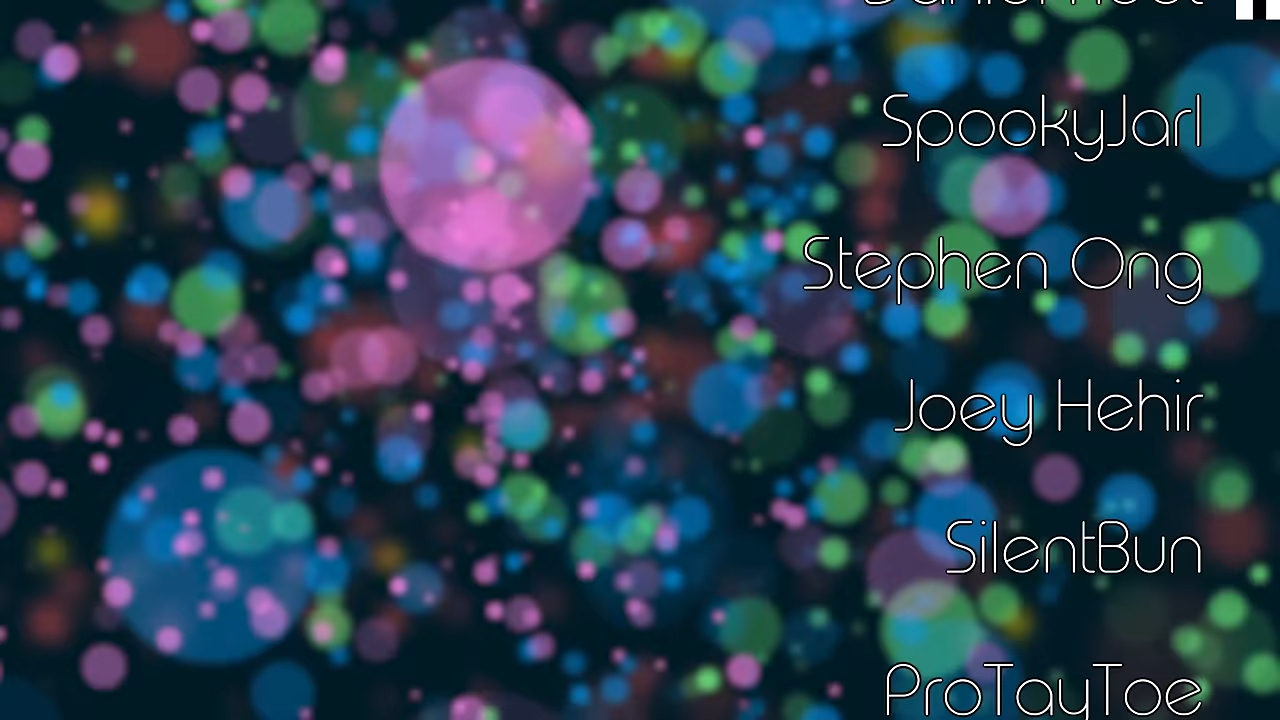 SpookyJarl
Stephen Ong
Joey Hehir
SilentBun
ProTayToe